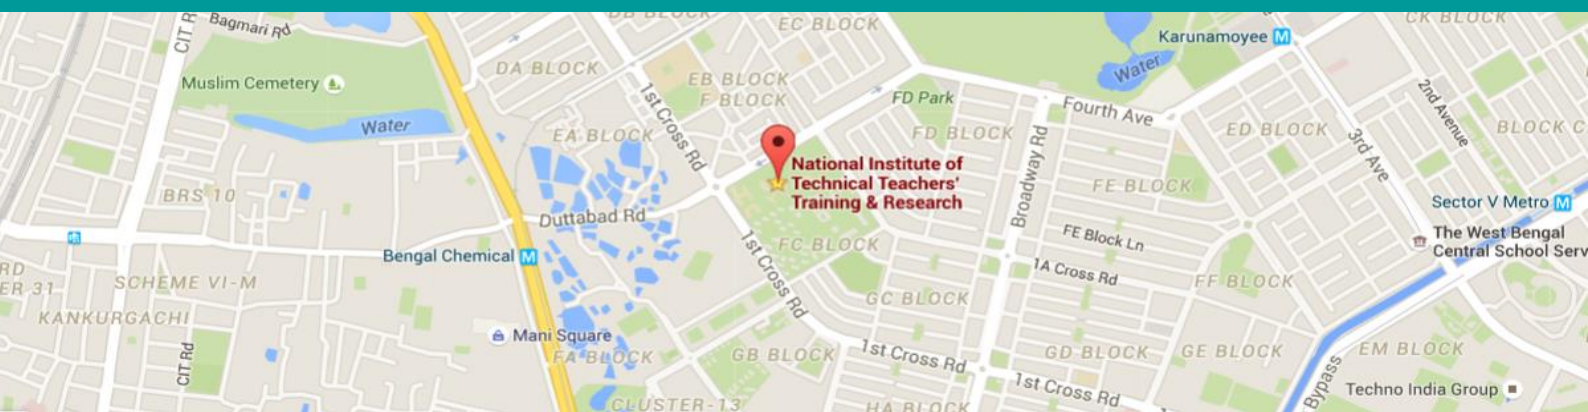 DB BLOCK
EC BLOCK
CK BLOCK
Bagmari Rd
CIT R
Karunamoyee M
DA BLOCK
EB BLOCK
F BLOCK
Muslim Cemetery
Water
1st Cross Rd
FD Park
Fourth Ave
2nd Avenue
Water
EA BLOCK
FD BLOCK
ED BLOCK
BLOCK C
3rd Ave
National Institute of
Technical Teachers'
Training & Research
BRS 10
FE BLOCK
Broadway Rd
Sector V Metro M
Duttabad Rd
The West Bengal
Central School Serv
Bengal Chemical M
1st Cross Rd
FC BLOCK
FE Block Ln
RD
ER 31
SCHEME VI-M
1A Cross Rd
FF BLOCK
GC BLOCK
KANKURGACHI
Mani Square
FA BLOCK
GB BLOCK
1st Cross Rd
GD BLOCK
GE BLOCK
EM BLOCK
CIT Rd
1st Cross Rd
Bypass
Techno India Group
CLUSTER-13
HA BLOCK